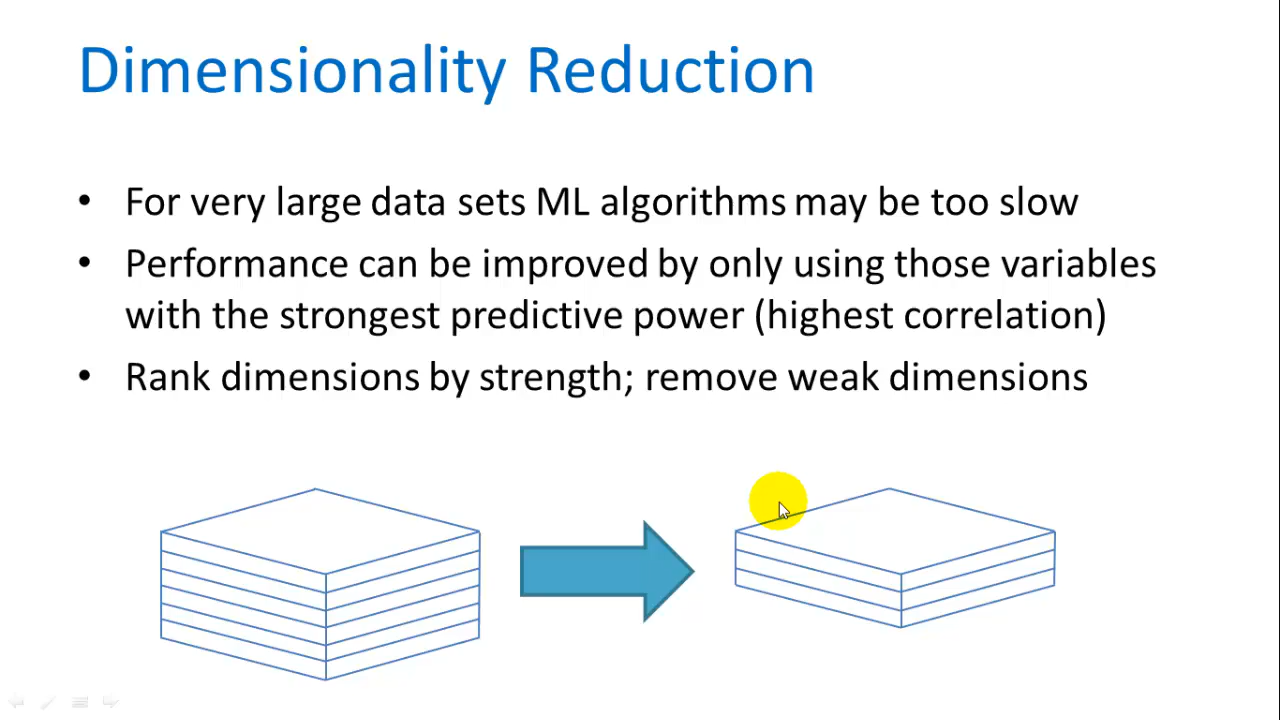 Dimensionality Reduction
• For very large data sets ML algorithms may be too slow
• Performance can be improved by only using those variables
with the strongest predictive power (highest correlation)
• Rank dimensions by strength; remove weak dimensions